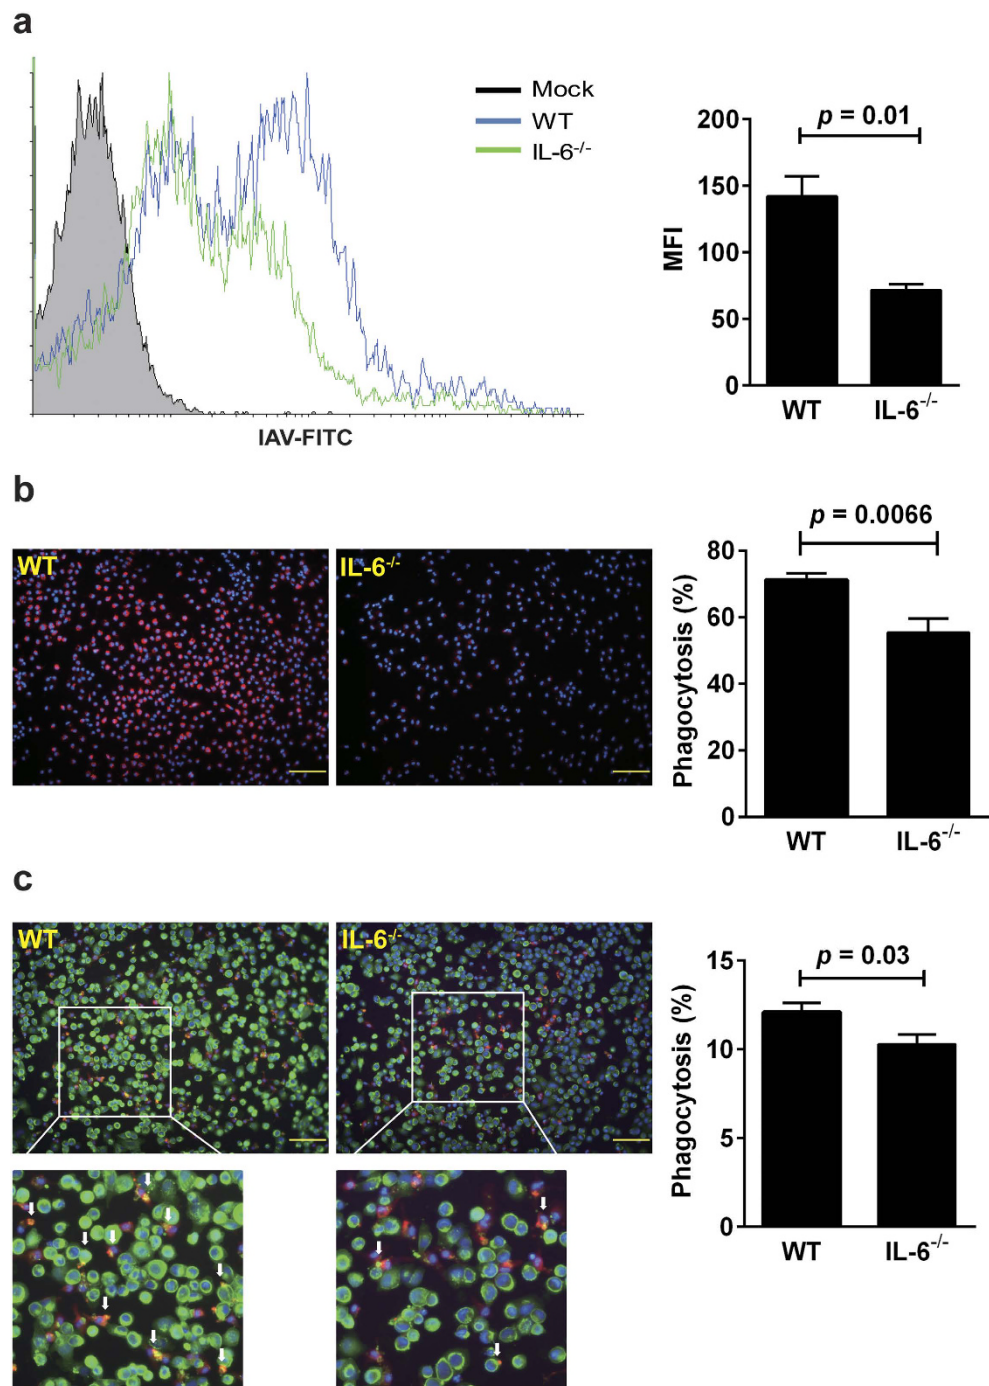 a
Mock
WT
IL-6-/-
IAV-FITC
p = 0.01
200
150
100
50
0
MFI
WT
IL-6-/-
b
WT
IL-6-/-
p = 0.0066
80
60
40
20
0
Phagocytosis (%)
WT
IL-6-/-
c
WT
IL-6-/-
p = 0.03
15
10
5
0
Phagocytosis (%)
WT
IL-6-/-